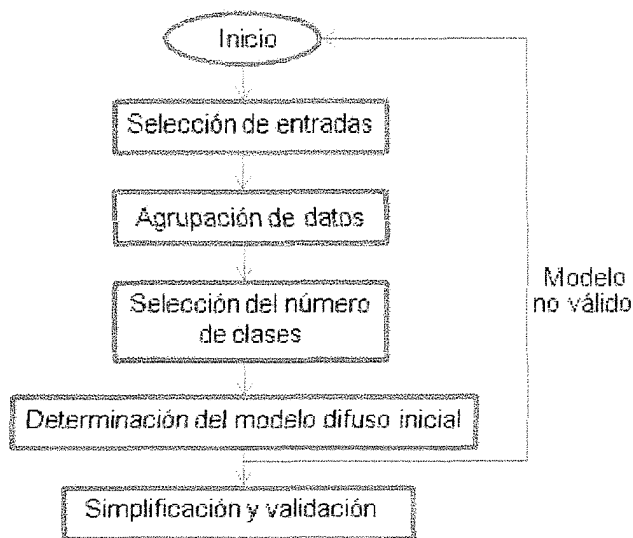 Inicio
Selección de entradas
Agrupación de datos
Selección del número
de clases
Modelo
no válido
Determinación del modelo difuso inicial
Simplificación y validación